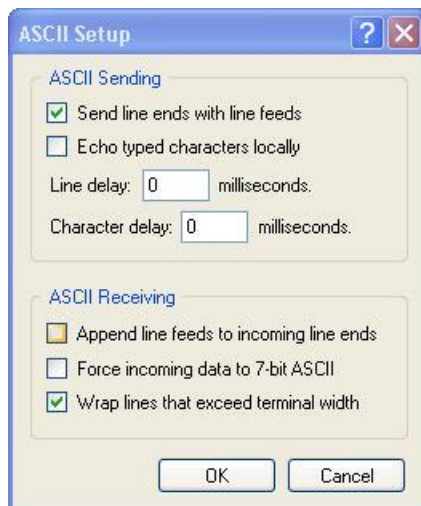 ASCII Setup
ASCII Sending
Send line ends with line feeds
Echo typed characters locally
Line delay: 0 milliseconds.
Character delay: 0 milliseconds.
ASCII Receiving
Append line feeds to incoming line ends
Force incoming data to 7-bit ASCII
Wrap lines that exceed terminal width
OK Cancel